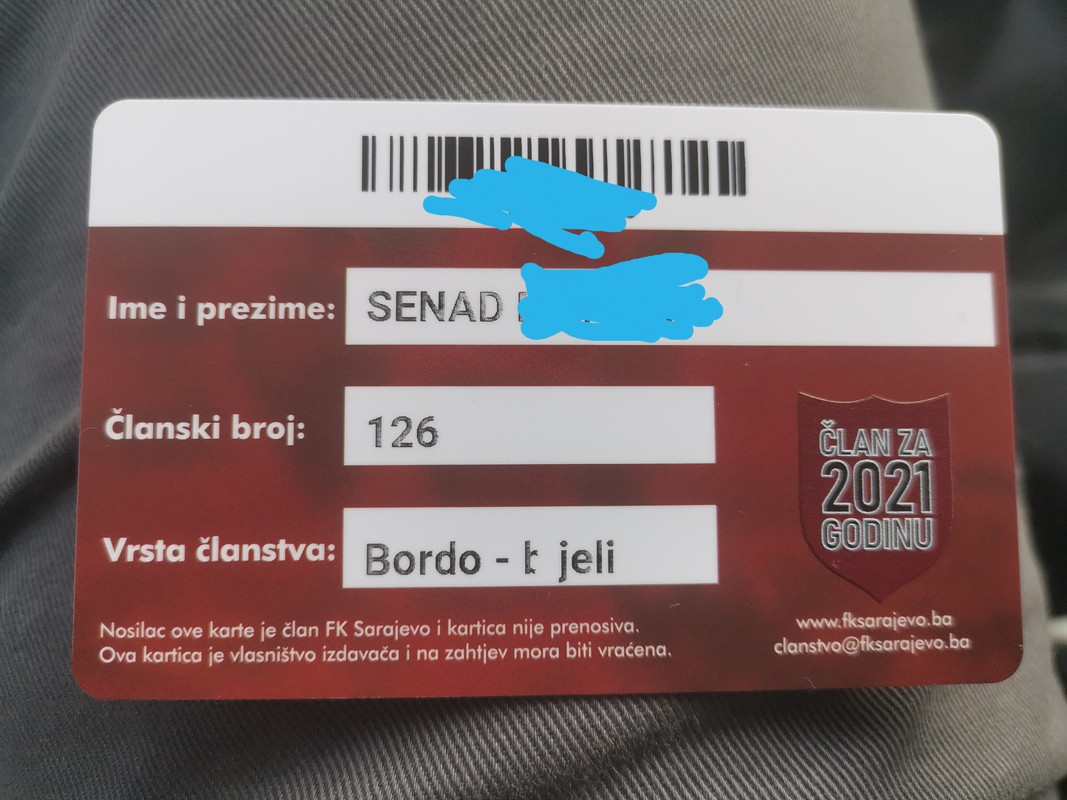 Ime i prezime: SENAD
Članski broj: 126
ČLAN ZA
2021
GODINU
Vrsta članstva: Bordo - b jeli
Nosilac ove karte je član FK Sarajevo i kartica nije prenosiva.
Ova kartica je vlasništvo izdavača i na zahtjev mora biti vraćena.
www.fksarajevo.ba
clanstvo@fksarajevo.ba